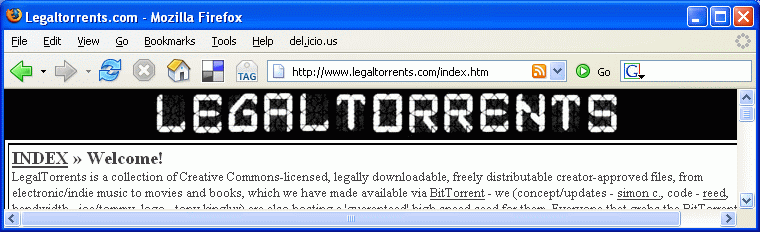 Legaltorrents.com - Mozilla Firefox
File Edit View Go Bookmarks Tools Help del.icio.us
TAG http://www.legaltorrents.com/index.htm Go G
LEGALTORRENTS
INDEX » Welcome!
LegalTorrents is a collection of Creative Commons-licensed, legally downloadable, freely distributable creator-approved files, from
electronic/indie music to movies and books, which we have made available via BitTorrent - we (concept/updates - simon c., code - reed,
bandwidth - joe/tommy, logo - tony kinglux) are also hosting a 'guaranteed' high speed seed for them. Everyone that grabs the BitTorrent